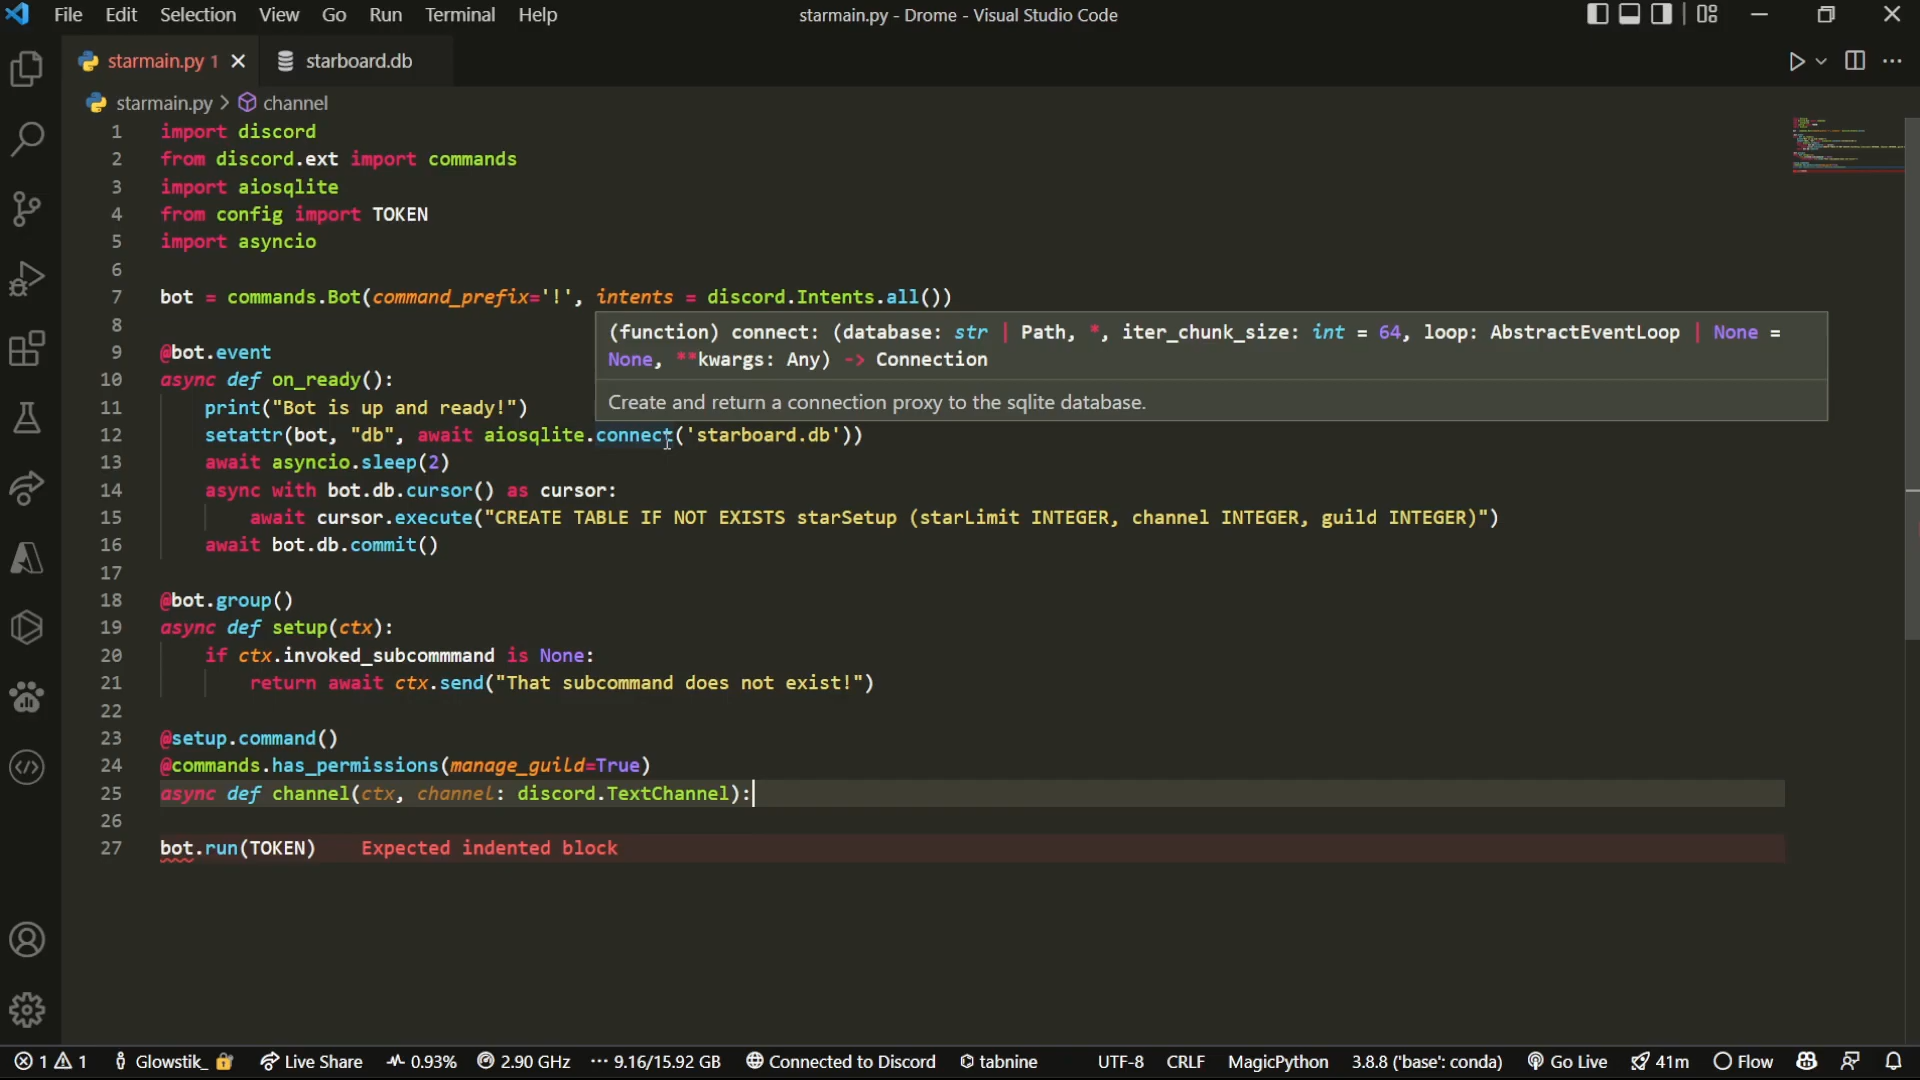 File Edit Selection View Go Run Terminal Help starmain.py - Drome - Visual Studio Code
starmain.py 1 starboard.db
starmain.py > channel
1 import discord
2 from discord.ext import commands
3 import aiosqlite
4 from config import TOKEN
5 import asyncio
6
7 bot = commands.Bot(command_prefix='!', intents = discord.Intents.all())
8
(function) connect: (database: str | Path, *, iter_chunk_size: int = 64, loop: AbstractEventLoop | None =
None, **kwargs: Any) -> Connection
Create and return a connection proxy to the sqlite database.
9 @bot.event
10 async def on_ready():
11 print("Bot is up and ready!")
12 setattr(bot, "db", await aiosqlite.connect('starboard.db'))
13 await asyncio.sleep(2)
14 async with bot.db.cursor() as cursor:
15 await cursor.execute("CREATE TABLE IF NOT EXISTS starSetup (starLimit INTEGER, channel INTEGER, guild INTEGER)")
16 await bot.db.commit()
17
18 @bot.group()
19 async def setup(ctx):
20 if ctx.invoked_subcommmand is None:
21 return await ctx.send("That subcommand does not exist!")
22
23 @setup.command()
24 @commands.has_permissions(manage_guild=True)
25 async def channel(ctx, channel: discord.TextChannel):
26
27 bot.run(TOKEN) Expected indented block
1 1 Glowstik_ Live Share 0.93% 2.90 GHz 9.16/15.92 GB Connected to Discord tabnine UTF-8 CRLF MagicPython 3.8.8 ('base': conda) Go Live 41m Flow